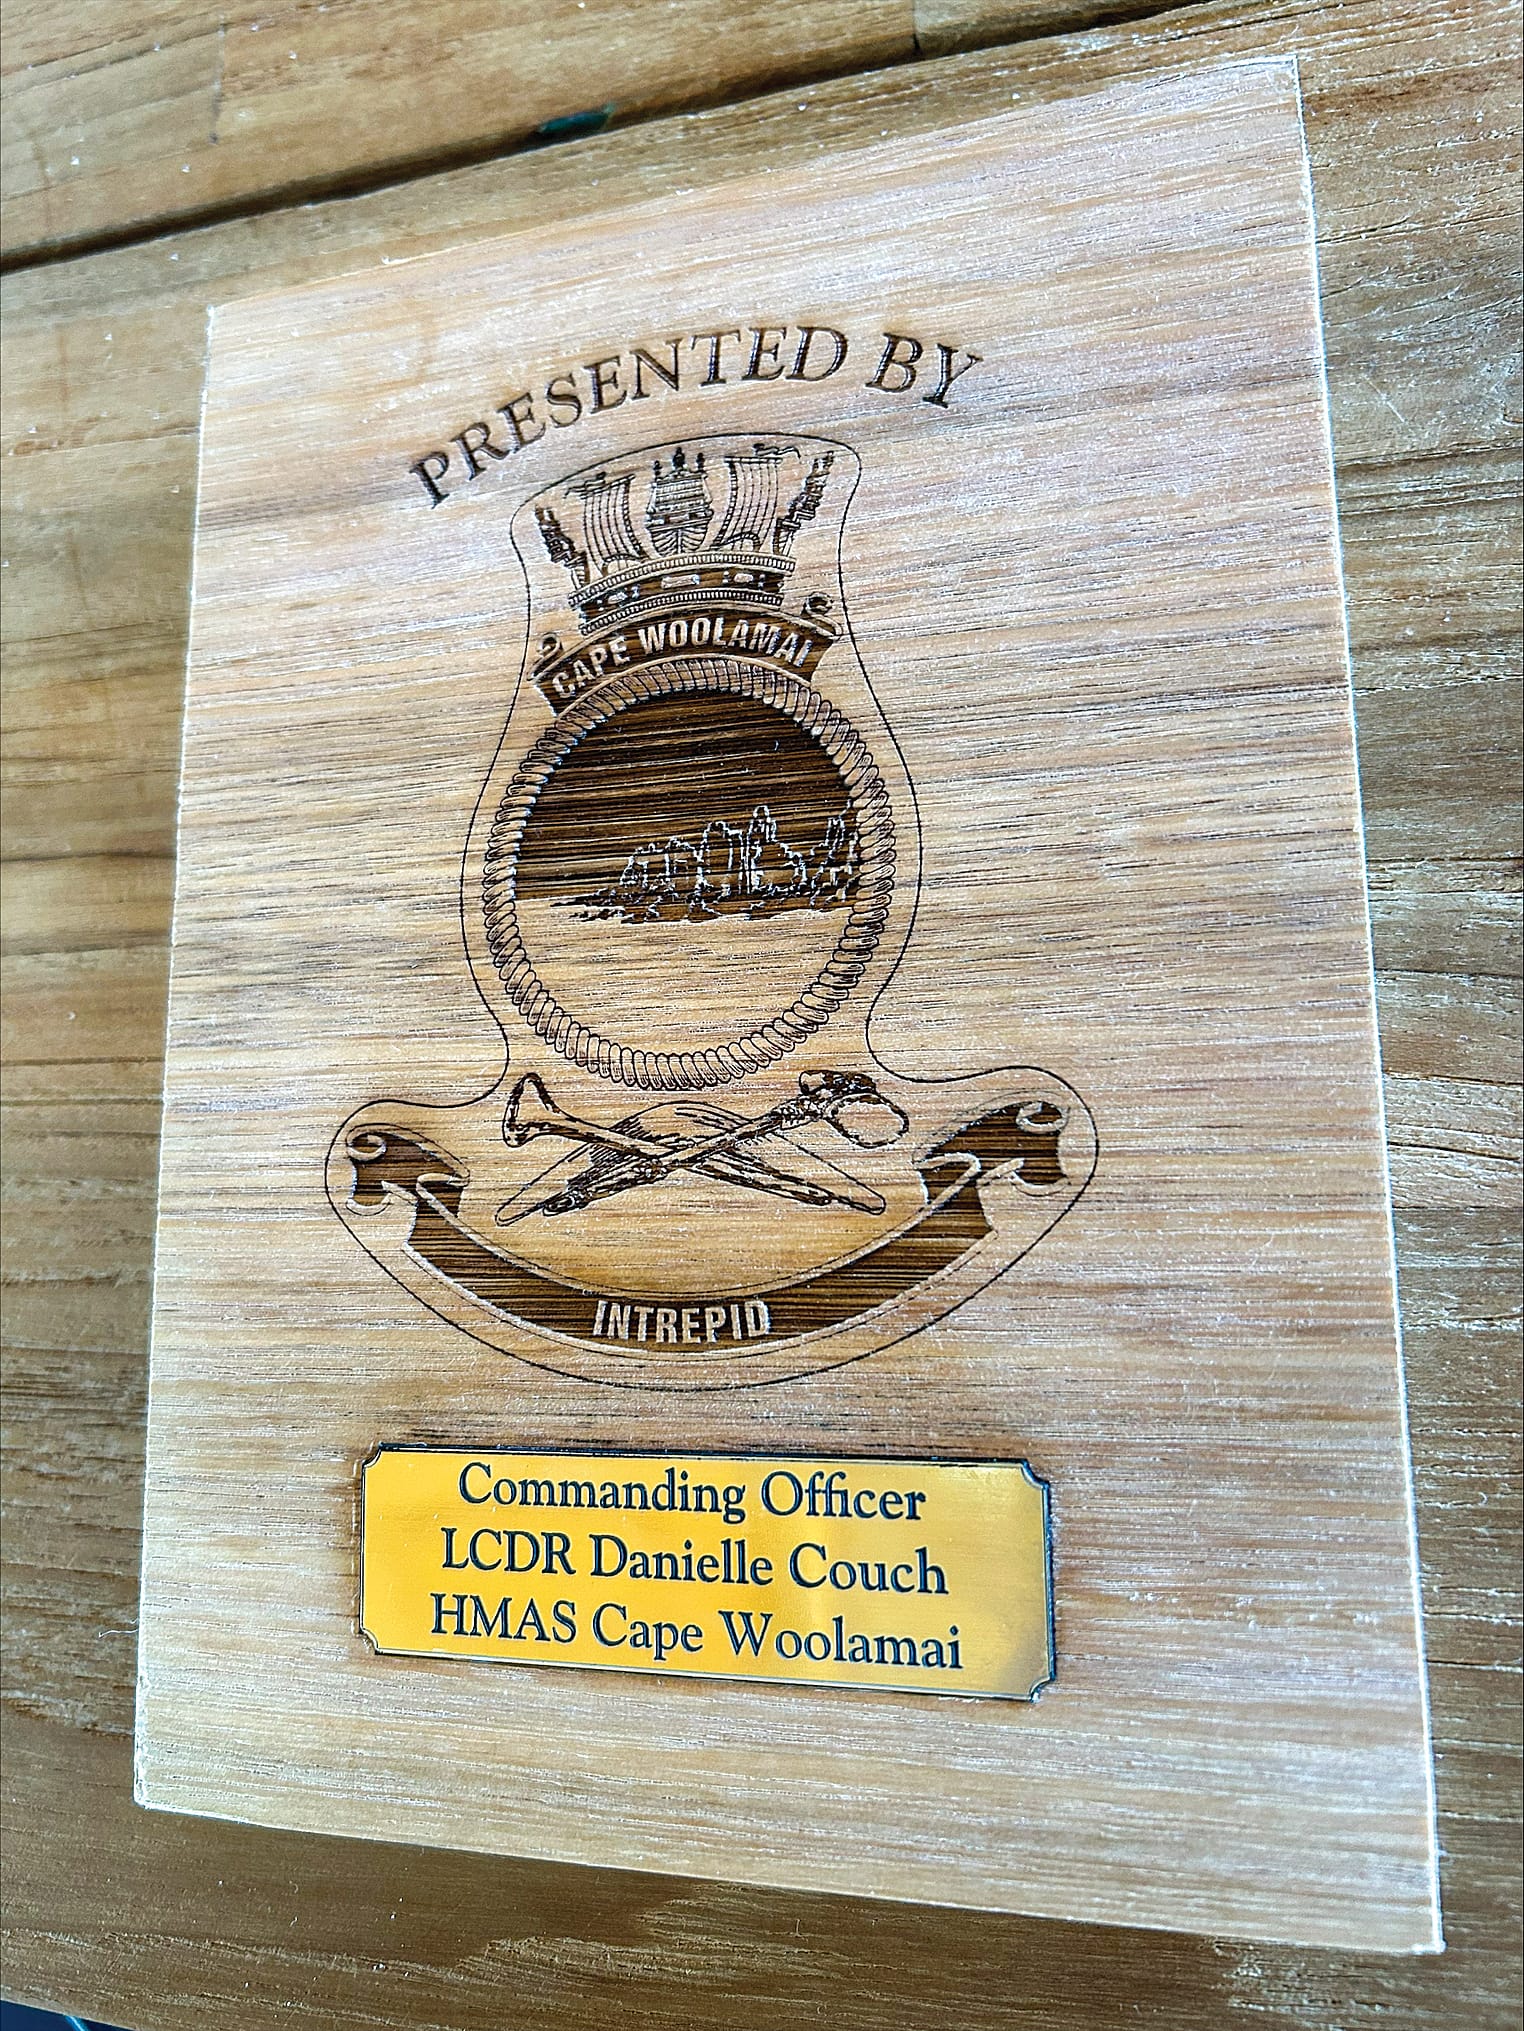 PRESENTED BY
CAPE WOOLAMAI
INTREPID
Commanding Officer
LCDR Danielle Couch
HMAS Cape Woolamai